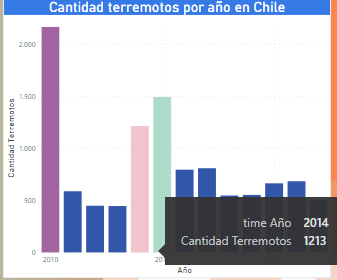 Cantidad terremotos por año en Chile
Cantidad Terremotos
2.000
1.500
1.000
500
0
2010
time Año 2014
Cantidad Terremotos 1213
Año